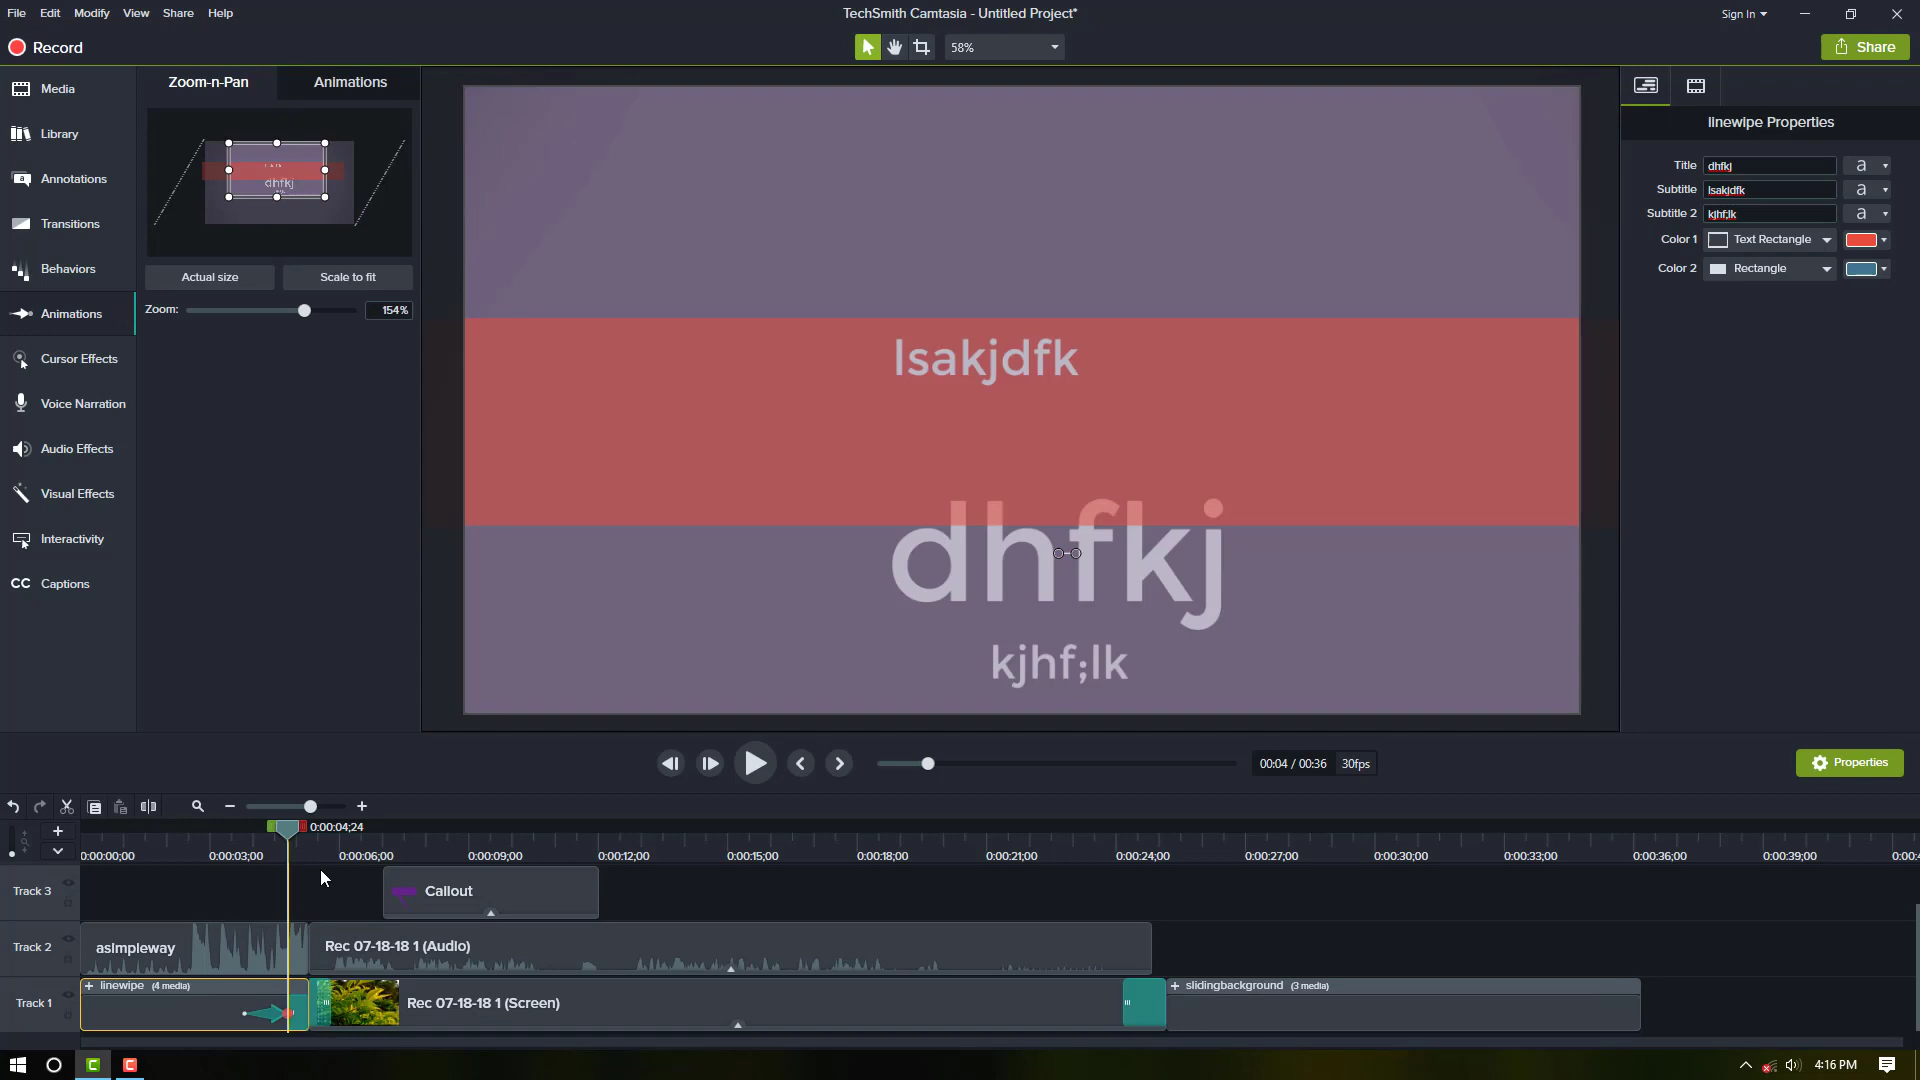 File Edit Modify View Share Help
TechSmith Camtasia - Untitled Project*
Sign In
Record
58%
Share
Media
Library
Annotations
Transitions
Behaviors
Animations
Cursor Effects
Voice Narration
Audio Effects
Visual Effects
Interactivity
CC Captions
Zoom-n-Pan Animations
dhfkj
Actual size Scale to fit
Zoom: 154%
lsakjdfk
dhfkj
kjhf;lk
linewipe Properties
Title dhfkj a
Subtitle lsakjdfk a
Subtitle 2 kjhf;lk a
Color 1 Text Rectangle
Color 2 Rectangle
00:04 / 00:36 30fps
Properties
0:00:04;24
0:00:00;00 0:00:03;00 0:00:06;00 0:00:09;00 0:00:12;00 0:00:15;00 0:00:18;00 0:00:21;00 0:00:24;00 0:00:27;00 0:00:30;00 0:00:33;00 0:00:36;00 0:00:39;00
Track 3 Callout
Track 2 asimpleway Rec 07-18-18 1 (Audio)
Track 1 + linewipe (4 media) Rec 07-18-18 1 (Screen) + slidingbackground (3 media)
4:16 PM